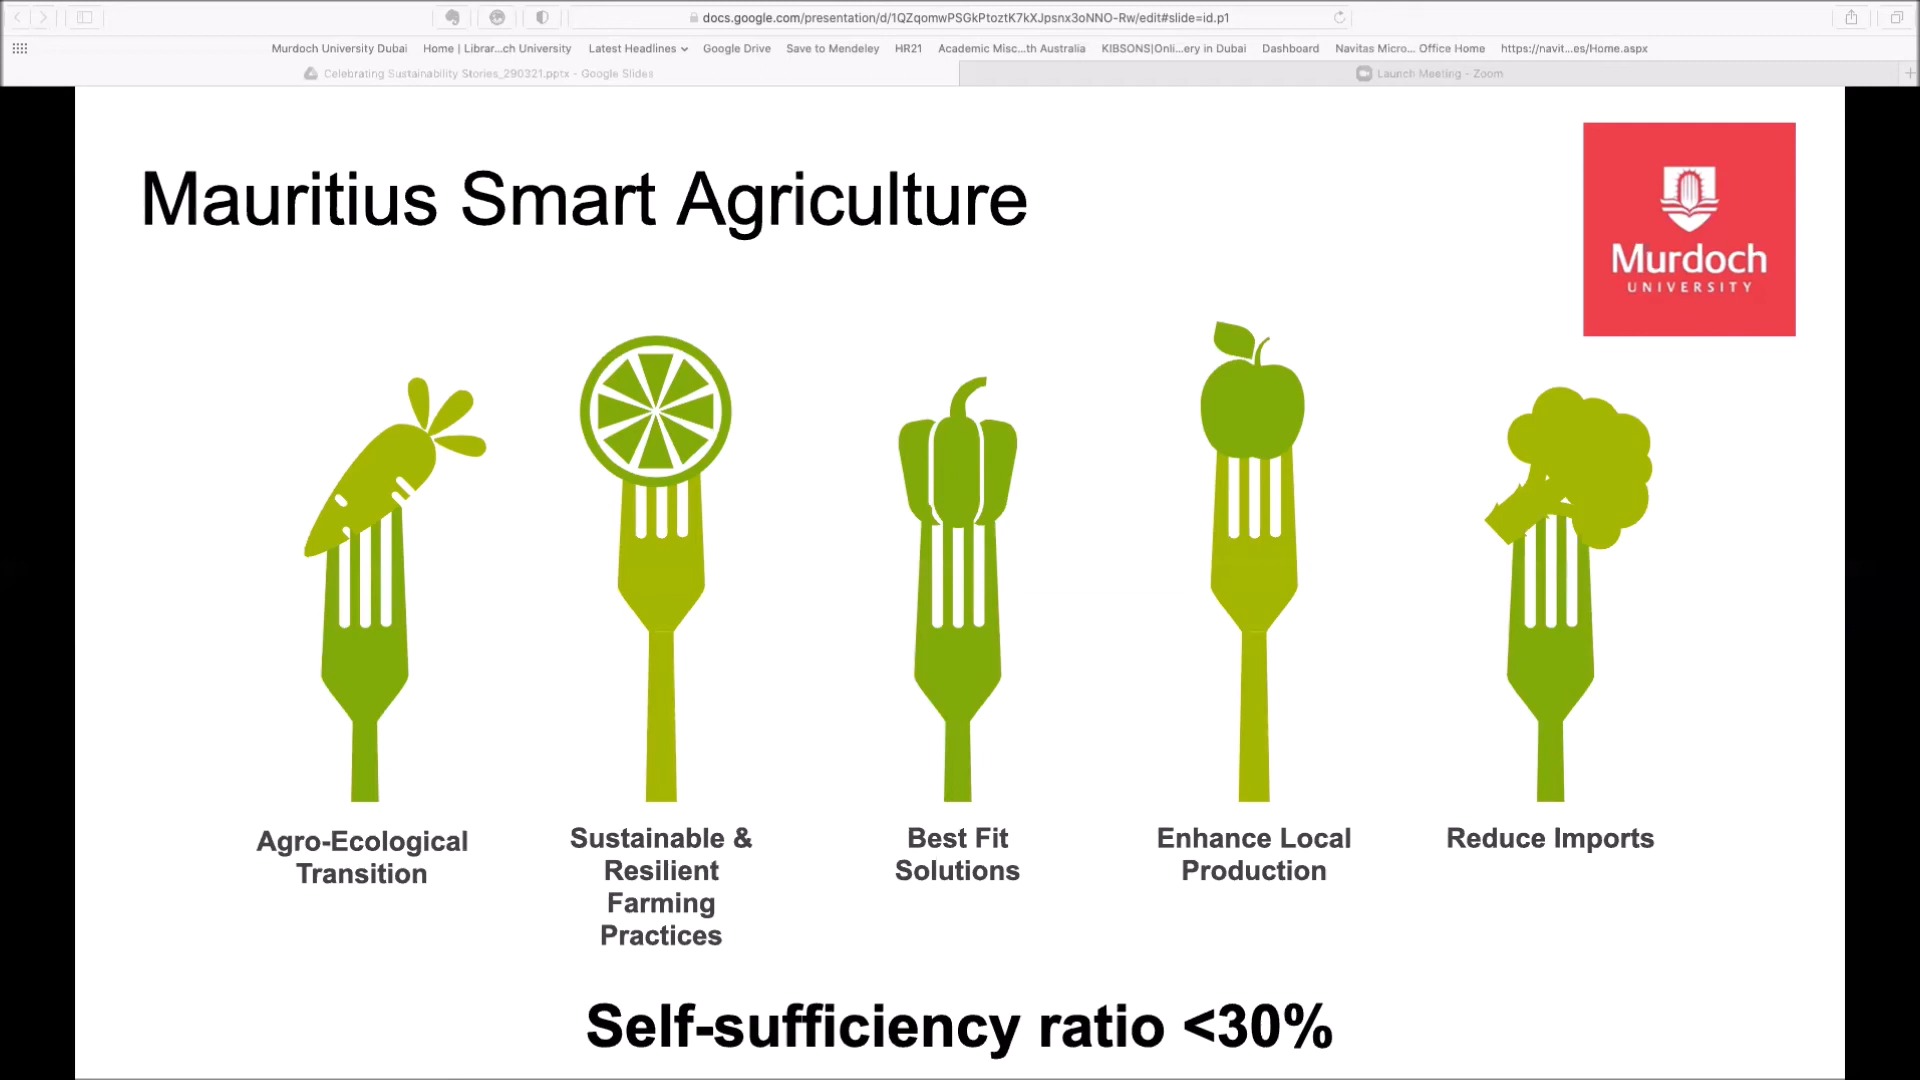 docs.google.com/presentation/d/1QZqomwPSGkPtoztK7kXJpsnx3oNNO-Rw/edit#slide=id.p1
Murdoch University Dubai Home | Librar...ch University Latest Headlines Google Drive Save to Mendeley HR21 Academic Misc...th Australia KIBSONS|Onli...ery in Dubai Dashboard Navitas Micro... Office Home https://navit...es/Home.aspx
Celebrating Sustainability Stories_290321.pptx - Google Slides Launch Meeting - Zoom
Mauritius Smart Agriculture
Murdoch
UNIVERSITY
Agro-Ecological
Transition
Sustainable &
Resilient
Farming
Practices
Best Fit
Solutions
Enhance Local
Production
Reduce Imports
Self-sufficiency ratio <30%